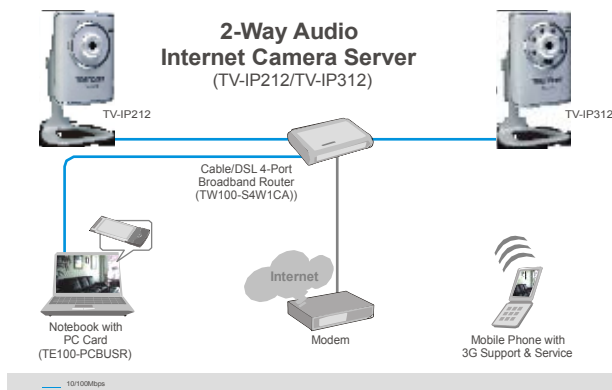 2-Way Audio
Internet Camera Server
(TV-IP212/TV-IP312)
TV-IP212
TV-IP312
Cable/DSL 4-Port
Broadband Router
(TW100-S4W1CA))
Internet
Notebook with
PC Card
(TE100-PCBUSR)
Modem
Mobile Phone with
3G Support & Service
10/100Mbps